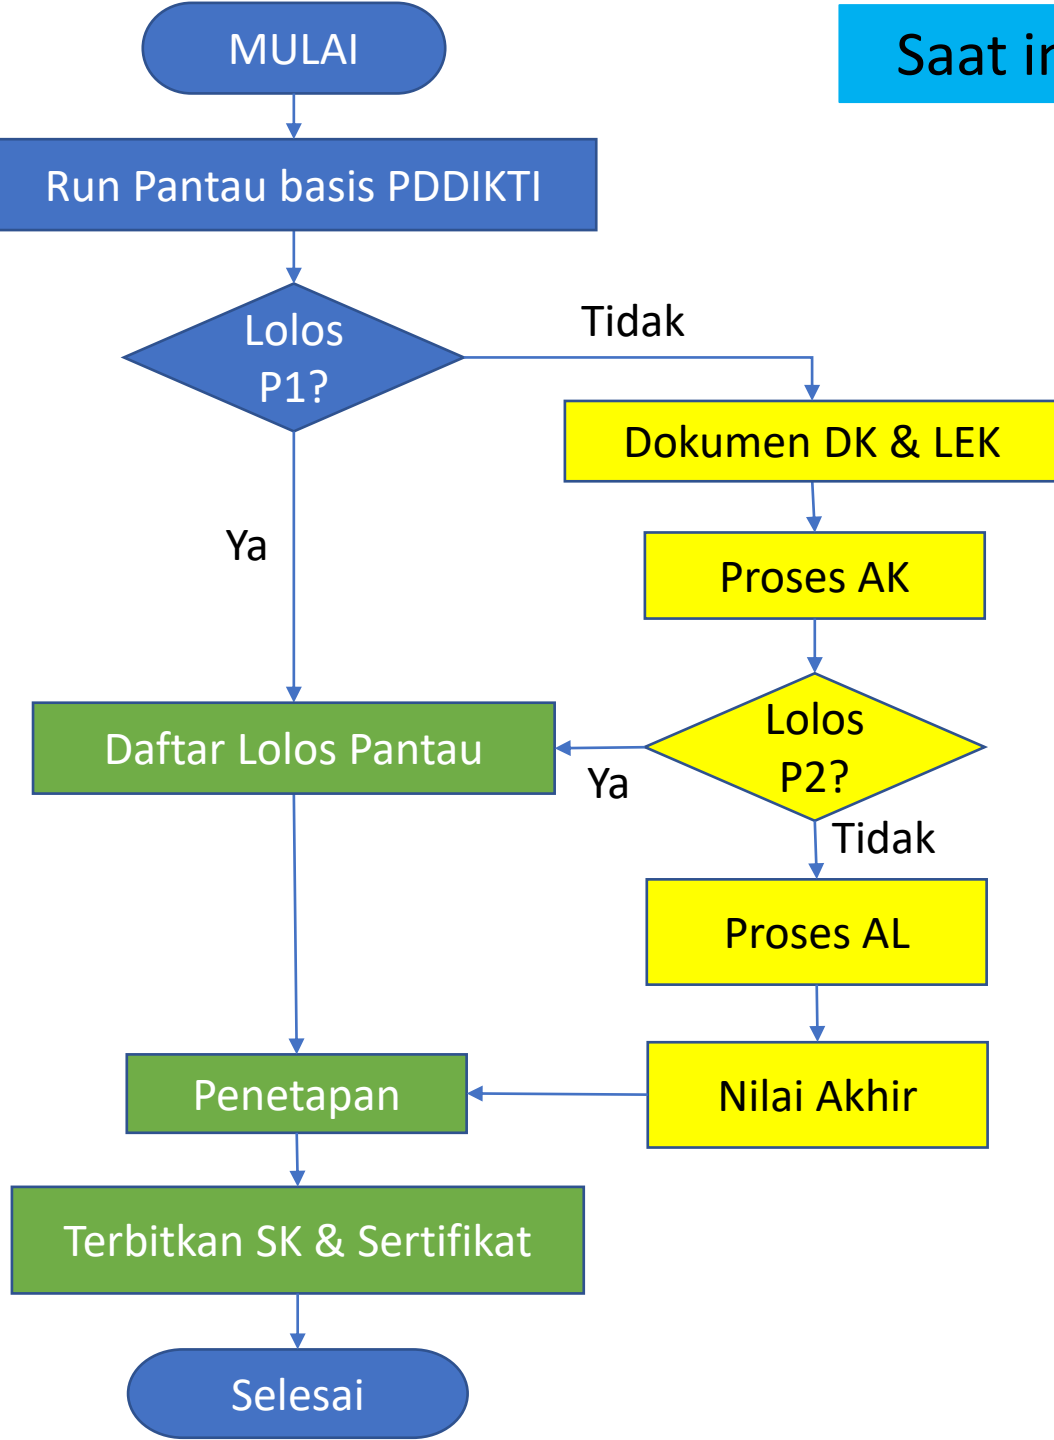 MULAI
Saat
Run Pantau basis PDDIKTI
Lolos
P1?
Tidak
Dokumen DK & LEK
Ya
Proses AK
Lolos
P2?
Daftar Lolos Pantau
Ya
Tidak
Proses AL
Nilai Akhir
Penetapan
Terbitkan SK & Sertifikat
Selesai